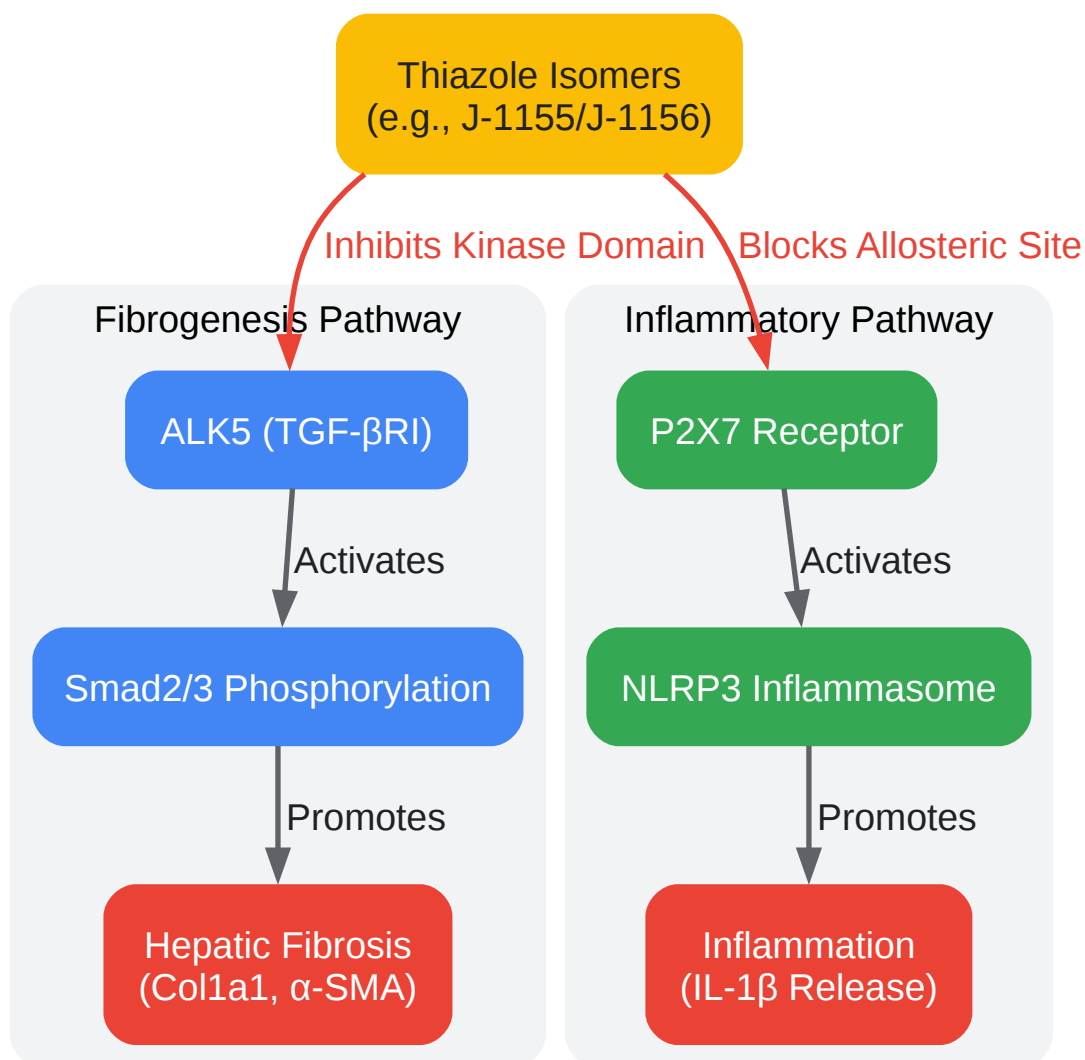 Thiazole Isomers
(e.g., J-1155/J-1156)
Inhibits Kinase Domain
Blocks Allosteric Site
Fibrogenesis Pathway
Inflammatory Pathway
ALK5 (TGF-βRI)
P2X7 Receptor
Activates
Activates
Smad2/3 Phosphorylation
NLRP3 Inflammasome
Promotes
Promotes
Hepatic Fibrosis
(Col1a1, α-SMA)
Inflammation
(IL-1β Release)